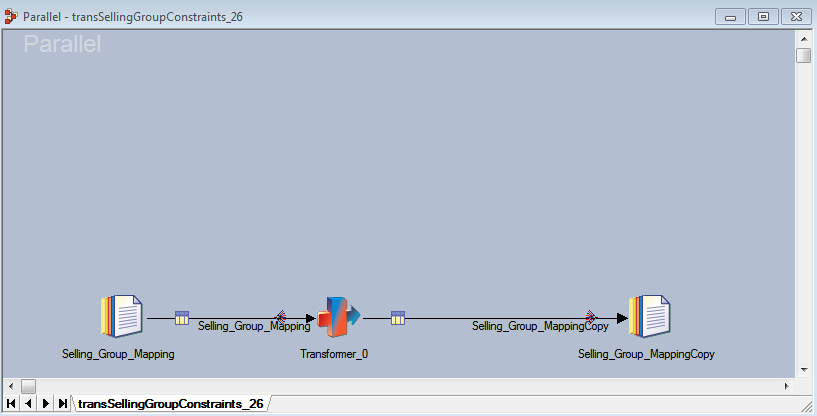 Parallel - transSellingGroupConstraints_26
Parallel
Selling_Group_Mapping
Selling_Group_MappingCopy
Selling_Group_Mapping
Transformer_0
Selling_Group_MappingCopy
transSellingGroupConstraints_26